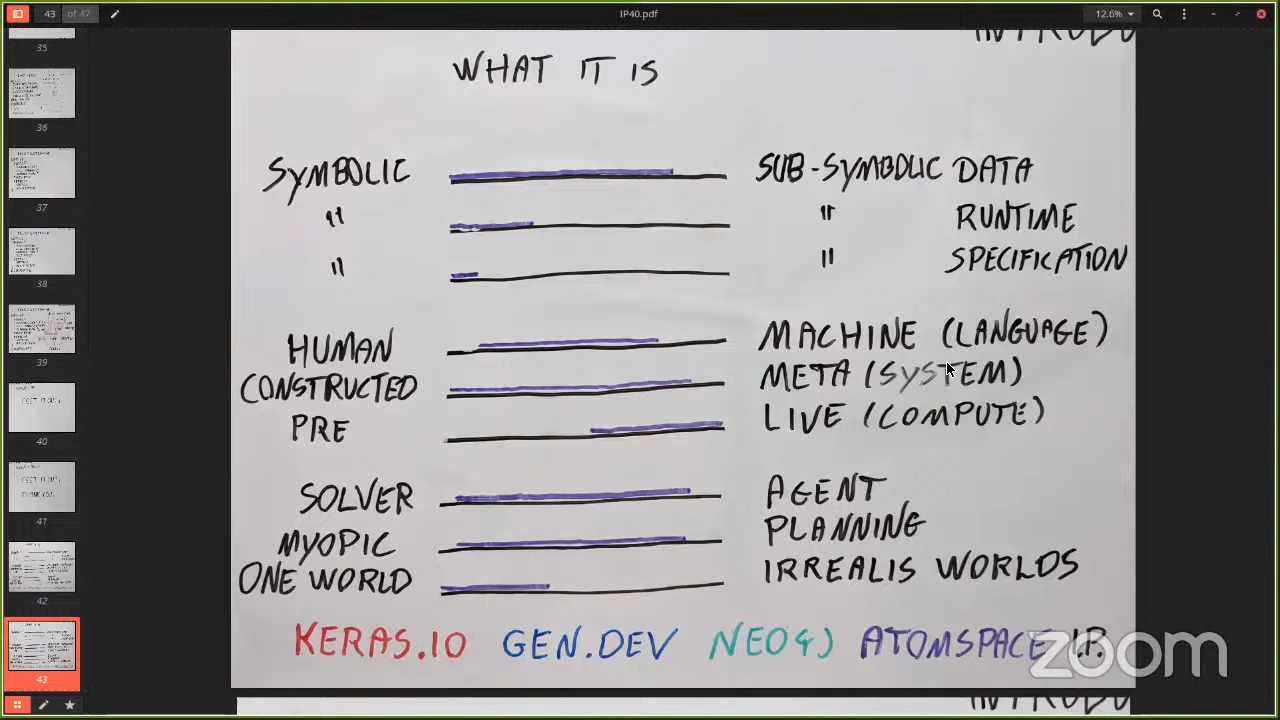 43 of 47
IP40.pdf
12.6%
35
36
37
38
39
40
41
42
43
WHAT IT IS
SYMBOLIC SUB-SYMBOLIC DATA
" " RUNTIME
" " SPECIFICATION
HUMAN MACHINE (LANGUAGE)
CONSTRUCTED META (SYSTEM)
PRE LIVE (COMPUTE)
SOLVER AGENT
MYOPIC PLANNING
ONE WORLD IRREALIS WORLDS
KERAS.IO GEN.DEV NEO4J ATOMSPACE I.P.
zoom